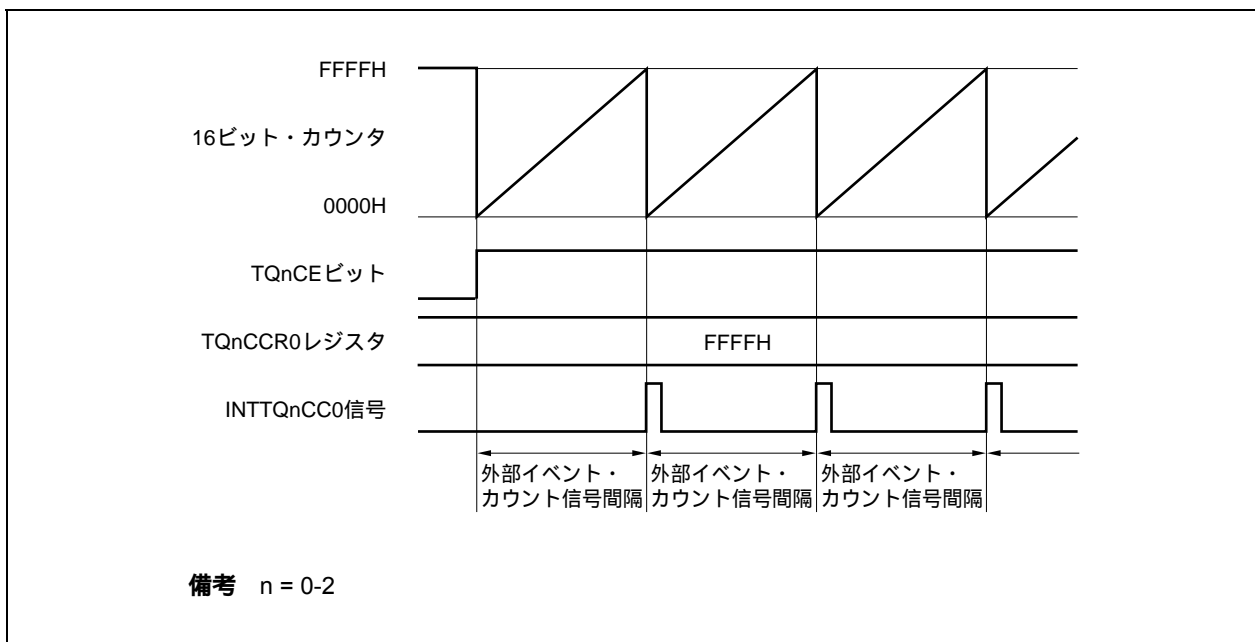 FFFFH
16ビット・カウンタ
0000H
TQnCEビット
TQnCCR0レジスタ
FFFFH
INTTQnCC0信号
外部イベント・
カウント信号間隔
外部イベント・
カウント信号間隔
外部イベント・
カウント信号間隔
備考 n = 0-2